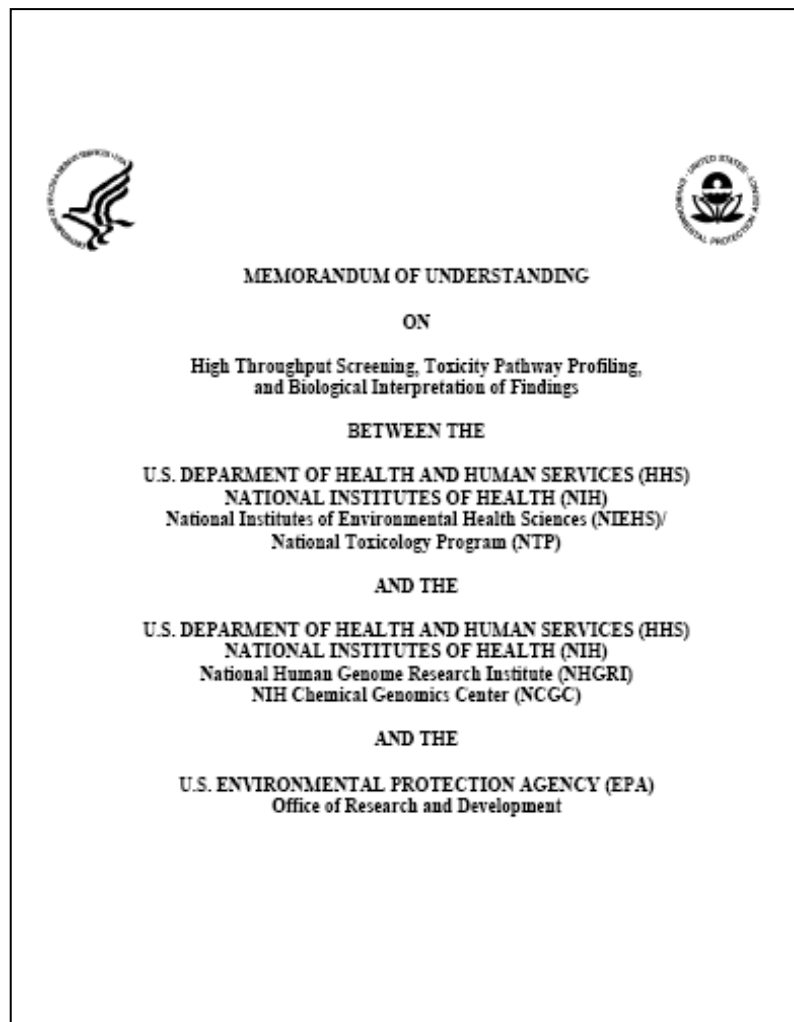 MEMORANDUM OF UNDERSTANDING
ON
High Throughput Screening, Toxicity Pathway Profiling,
and Biological Interpretation of Findings
BETWEEN THE
U.S. DEPARMENT OF HEALTH AND HUMAN SERVICES (HHS)
NATIONAL INSTITUTES OF HEALTH (NIH)
National Institutes of Environmental Health Sciences (NIEHS)/
National Toxicology Program (NTP)
AND THE
U.S. DEPARMENT OF HEALTH AND HUMAN SERVICES (HHS)
NATIONAL INSTITUTES OF HEALTH (NIH)
National Human Genome Research Institute (NHGRI)
NIH Chemical Genomics Center (NCGC)
AND THE
U.S. ENVIRONMENTAL PROTECTION AGENCY (EPA)
Office of Research and Development